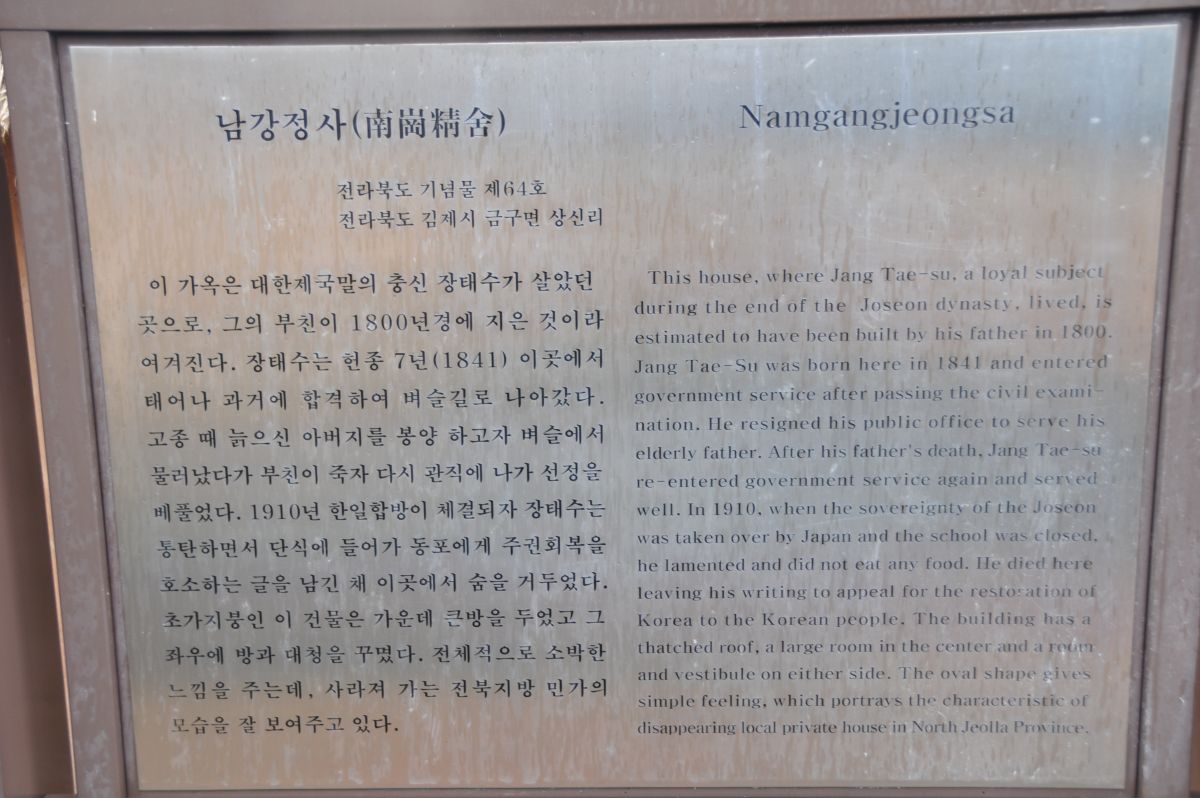 남강정사(南崗精舍)
전라북도 기념물 제64호
전라북도 김제시 금구면 상신리
이 가옥은 대한제국말의 충신 장태수가 살았던
곳으로, 그의 부친이 1800년경에 지은 것이라
여겨진다. 장태수는 헌종 7년(1841) 이곳에서
태어나 과거에 합격하여 벼슬길로 나아갔다.
고종 때 늙으신 아버지를 봉양 하고자 벼슬에서
물러났다가 부친이 죽자 다시 관직에 나가 선정을
베풀었다. 1910년 한일합방이 체결되자 장태수는
통탄하면서 단식에 들어가 동포에게 주권회복을
호소하는 글을 남긴 채 이곳에서 숨을 거두었다.
초가지붕인 이 건물은 가운데 큰방을 두었고 그
좌우에 방과 대청을 꾸몄다. 전체적으로 소박한
느낌을 주는데, 사라져 가는 전북지방 민가의
모습을 잘 보여주고 있다.
Namgangjeongsa
This house, where Jang Tae-su, a loyal subject
during the end of the Joseon dynasty, lived, is
estimated to have been built by his father in 1800.
Jang Tae-Su was born here in 1841 and entered
government service after passing the civil exami-
nation. He resigned his public office to serve his
elderly father. After his father's death, Jang Tae-su
re-entered government service again and served
well. In 1910, when the sovereignty of the Joseon
was taken over by Japan and the school was closed,
he lamented and did not eat any food. He died here
leaving his writing to appeal for the restoration of
Korea to the Korean people. The building has a
thatched roof, a large room in the center and a room
and vestibule on either side. The oval shape gives
simple feeling, which portrays the characteristic of
disappearing local private house in North Jeolla Province.